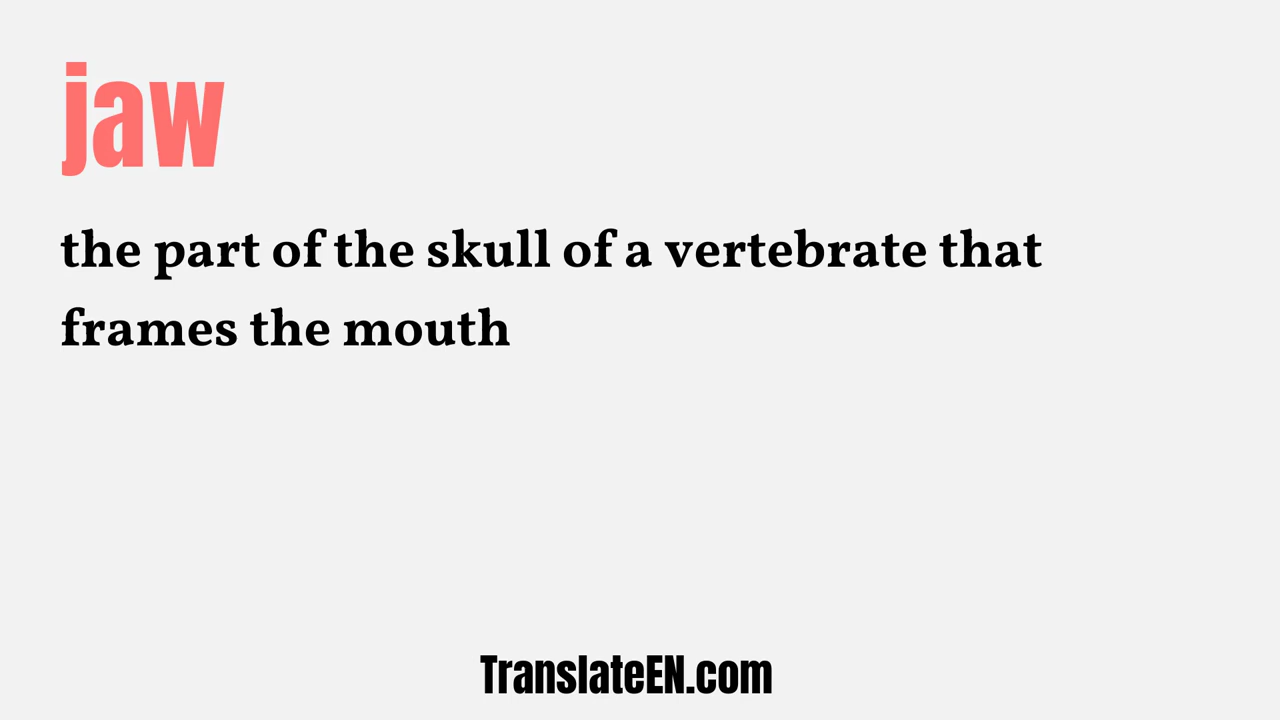 jaw
the part of the skull of a vertebrate that
frames the mouth
TranslateEN.com